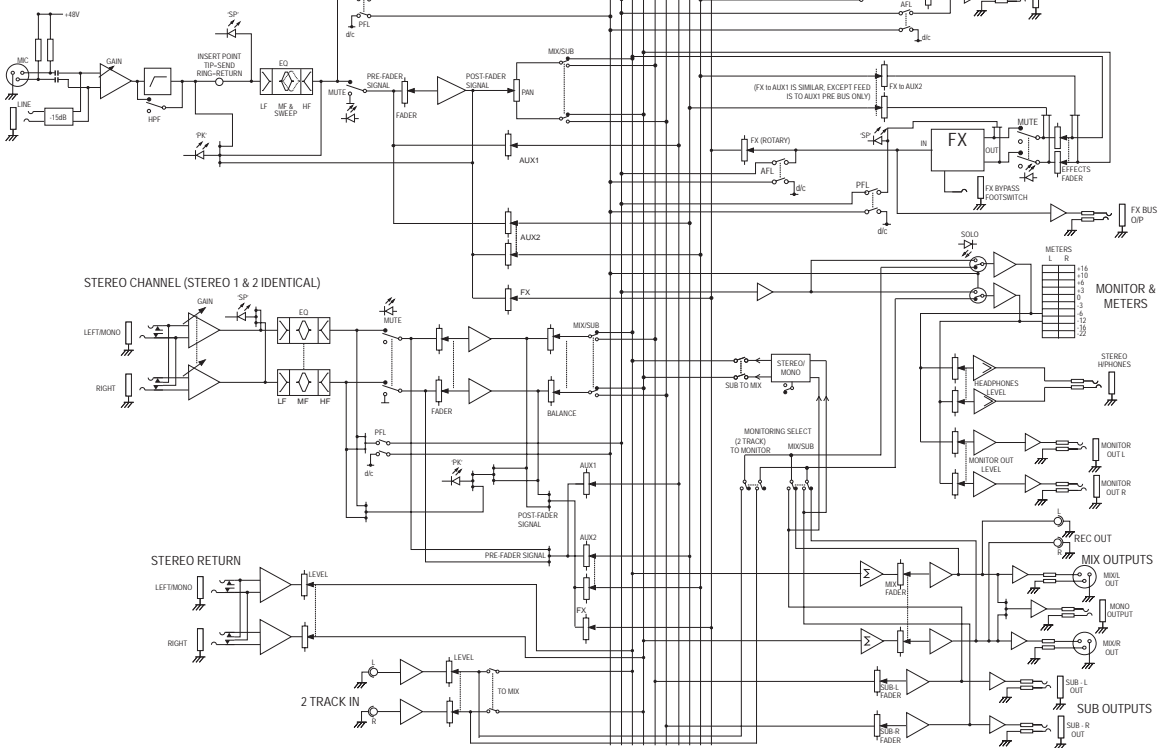 AFL
d/c
'SP'
+48V
PFL
d/c
MIC
GAIN
INSERT POINT
TIP=SEND
RING=RETURN
EQ
LF
MF &
SWEEP
HF
MUTE
PRE-FADER
SIGNAL
FADER
POST-FADER
SIGNAL
MIX/SUB
PAN
LINE
-15dB
HPF
'PK'
AUX1
AUX2
FX
(FX to AUX1 IS SIMILAR, EXCEPT FEED
IS TO AUX1 PRE BUS ONLY)
FX to AUX2
FX (ROTARY)
AFL
d/c
'SP'
IN
FX
OUT
MUTE
EFFECTS
FADER
FX BYPASS
FOOTSWITCH
PFL
d/c
FX BUS
O/P
SOLO
METERS
L R
+16
+10
+6
+3
0
-3
-6
-12
-16
-22
MONITOR &
METERS
STEREO CHANNEL (STEREO 1 & 2 IDENTICAL)
GAIN
'SP'
EQ
MUTE
MIX/SUB
LEFT/MONO
RIGHT
LF MF HF
FADER
BALANCE
PFL
d/c
'PK'
AUX1
POST-FADER
SIGNAL
AUX2
PRE-FADER SIGNAL
FX
STEREO/
MONO
SUB TO MIX
MONITORING SELECT
(2 TRACK)
TO MONITOR
MIX/SUB
STEREO
H/PHONES
HEADPHONES
LEVEL
MONITOR
OUT L
MONITOR OUT
LEVEL
MONITOR
OUT R
STEREO RETURN
LEFT/MONO
LEVEL
RIGHT
L
R
REC OUT
MIX OUTPUTS
Σ
MIX
FADER
MIX/L
OUT
MONO
OUTPUT
Σ
MIX/R
OUT
2 TRACK IN
L
R
LEVEL
TO MIX
SUB-L
FADER
SUB - L
OUT
SUB OUTPUTS
SUB-R
FADER
SUB - R
OUT